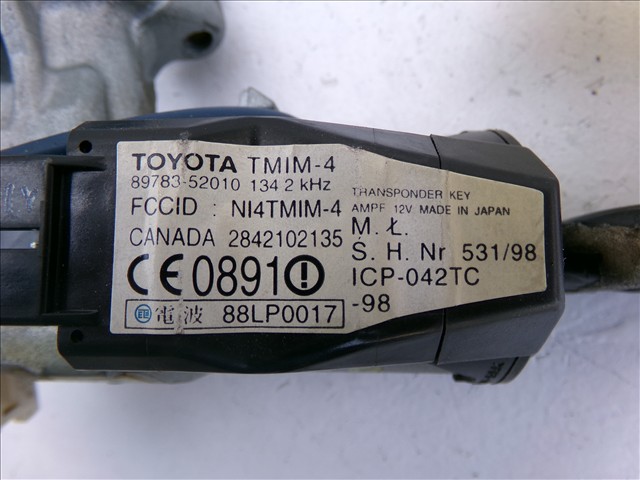 TOYOTA TMIM-4
89783-52010 134 2 kHz
FCCID : NI4TMIM-4
CANADA 2842102135
CE0891
電波 88LP0017
TRANSPONDER KEY
AMPF 12V MADE IN JAPAN
M.Ł.
Ś. H. Nr 531/98
ICP-042TC
-98